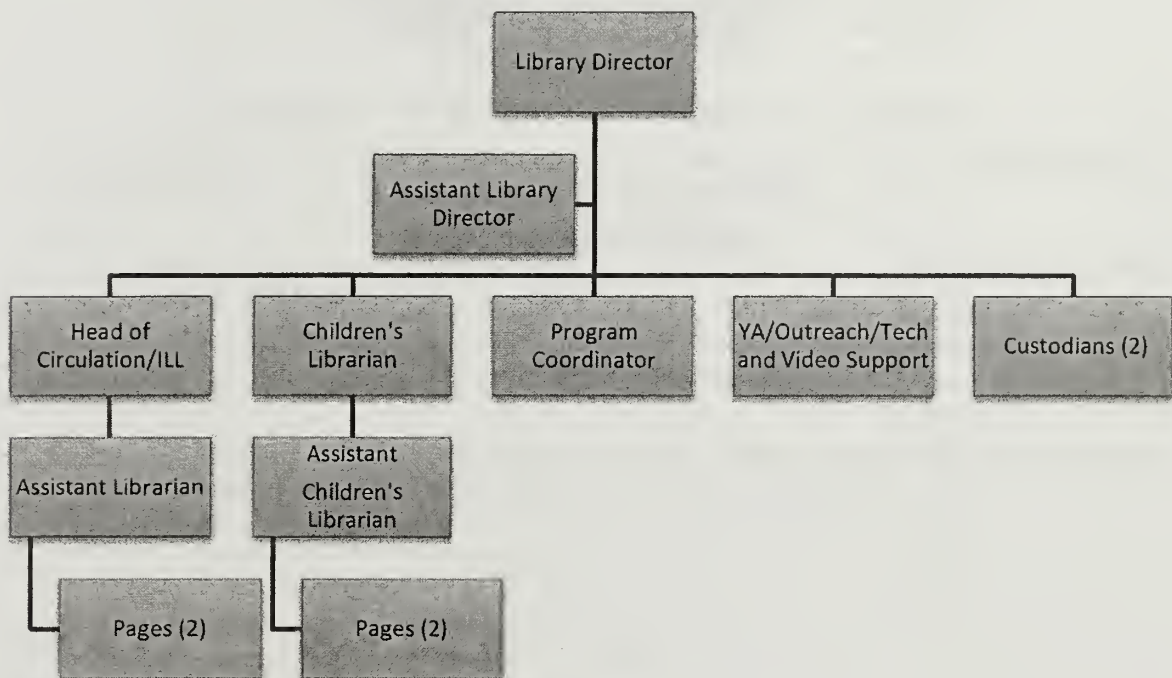 Library Director
Assistant Library
Director
Head of
Circulation/ILL
Children's
Librarian
Program
Coordinator
YA/Outreach/Tech
and Video Support
Custodians (2)
Assistant Librarian
Assistant
Children's
Librarian
Pages (2)
Pages (2)